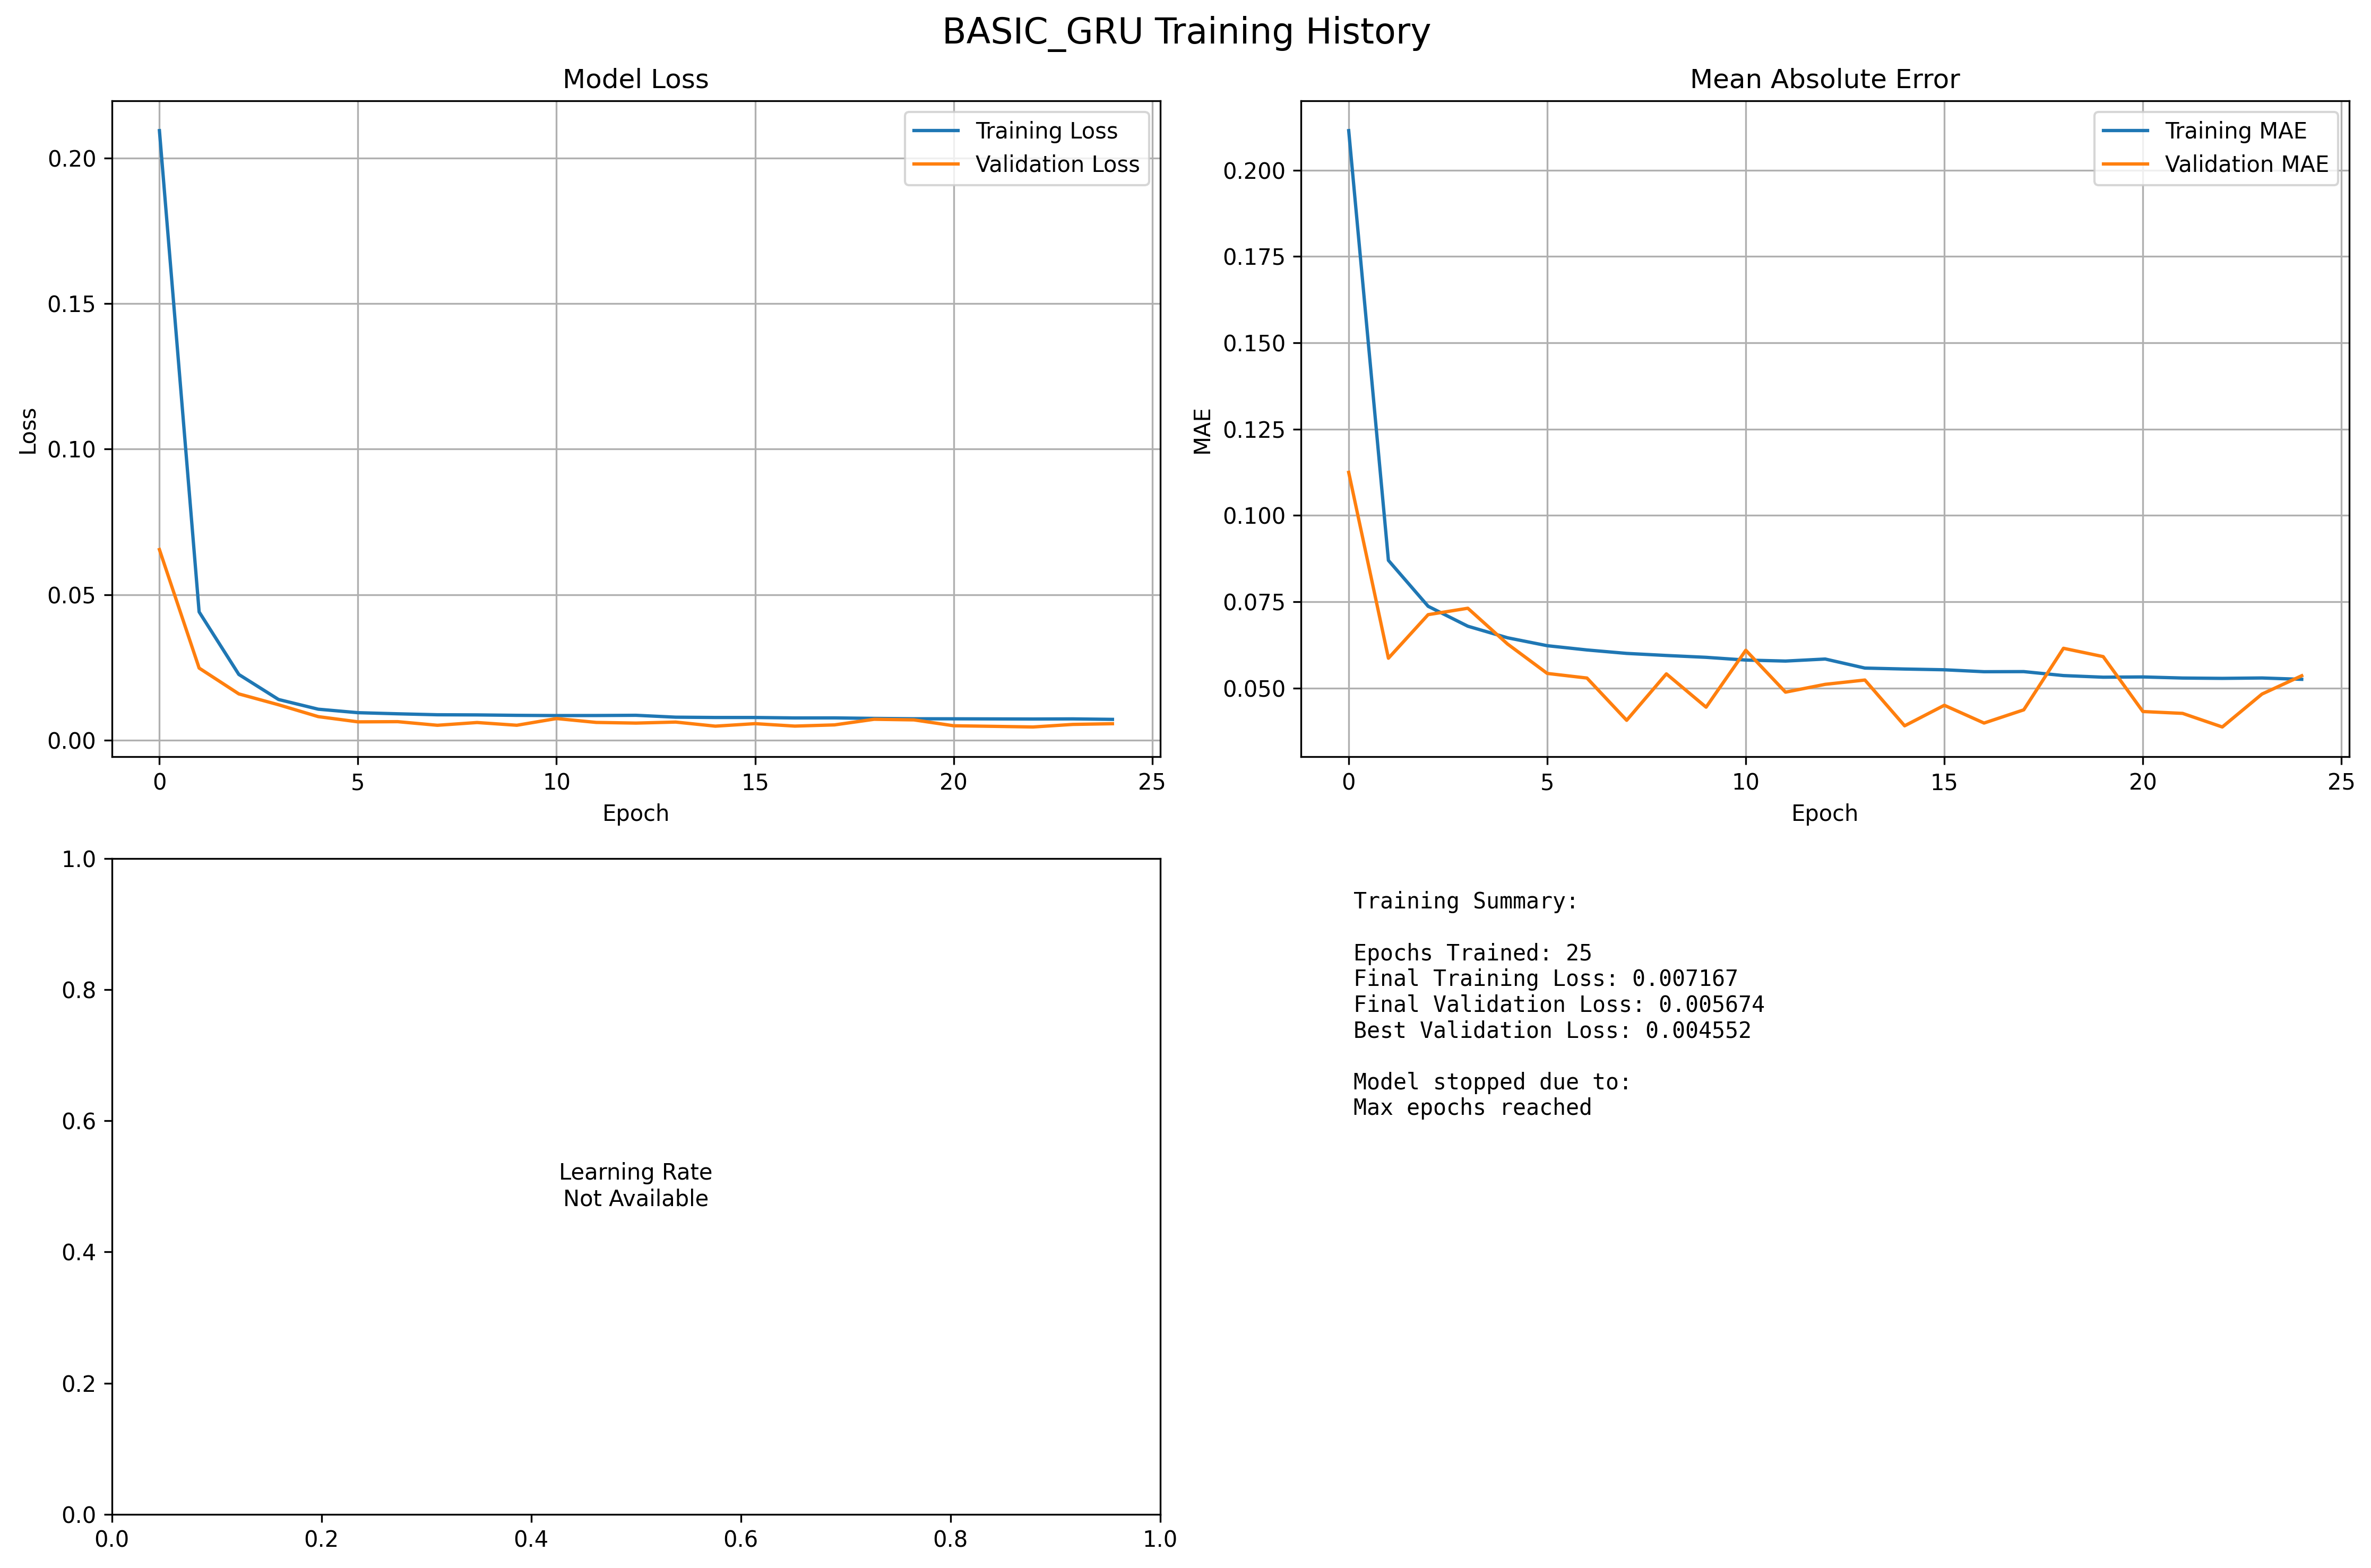 BASIC_GRU Training History
Model Loss
Training Loss
Validation Loss
0.20
0.15
0.10
0.05
0.00
Loss
0
5
10
15
20
25
Epoch
Mean Absolute Error
Training MAE
Validation MAE
0.200
0.175
0.150
0.125
0.100
0.075
0.050
MAE
0
5
10
15
20
25
Epoch
1.0
0.8
0.6
0.4
0.2
0.0
Learning Rate
Not Available
0.0
0.2
0.4
0.6
0.8
1.0
Training Summary:
Epochs Trained: 25
Final Training Loss: 0.007167
Final Validation Loss: 0.005674
Best Validation Loss: 0.004552
Model stopped due to:
Max epochs reached